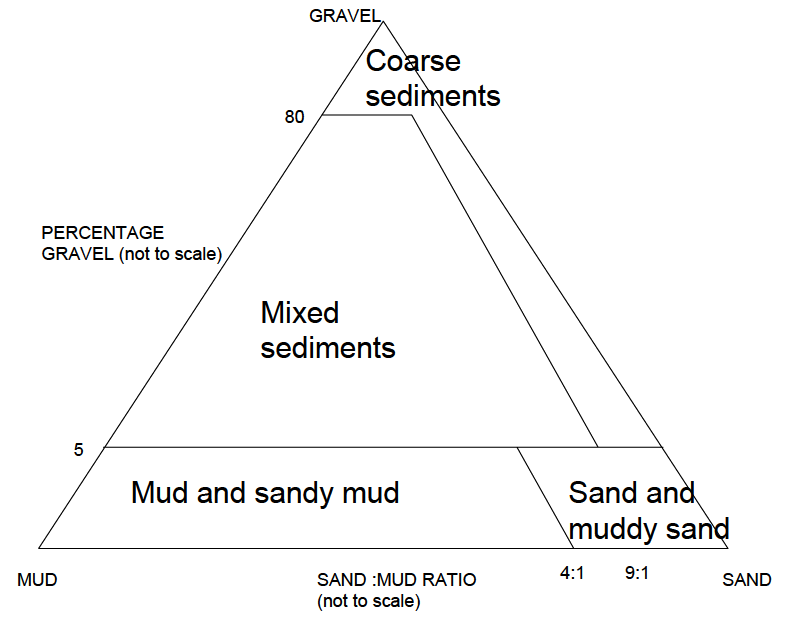 GRAVEL
Coarse
sediments
80
PERCENTAGE
GRAVEL (not to scale)
Mixed
sediments
5
Mud and sandy mud
Sand and
muddy sand
MUD
SAND :MUD RATIO
(not to scale)
4:1
9:1
SAND